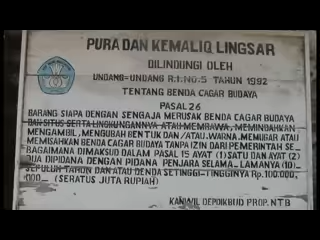 PURA DAN KEMALIQ LINGSAR
DILINDUNGI OLEH
UNDANG-UNDANG R.I:NO:5 TAHUN 1992
TENTANG BENDA CAGAR BUDAYA
PASAL 26
BARANG SIAPA DENGAN SENGAJA MERUSAK BENDA CAGAR BUDAYA
DAN SITUS SERTA LINGKUNGANNYA ATAU MEMBAWA, MEMINDAHKAN
MENGAMBIL, MENGUBAH BENTUK DAN/ATAU WARNA, MEMUGAR ATAU
MEMISAHKAN BENDA CAGAR BUDAYA TANPA IZIN DARI PEMERINTAH SE-
BAGAIMANA DIMAKSUD DALAM PASAL 15 AYAT (1) SATU DAN AYAT (2)
DUA DIPIDANA DENGAN PIDANA PENJARA SELAMA-LAMANYA (10)
SEPULUH TAHUN DAN ATAU DENDA SETINGGI-TINGGINYA Rp.100.000,
000,- (SERATUS JUTA RUPIAH)
KANWIL DEPDIKBUD PROP. NTB